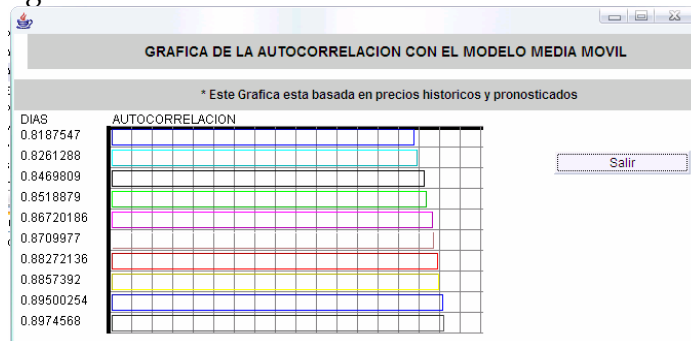 GRAFICA DE LA AUTOCORRELACION CON EL MODELO MEDIA MOVIL
* Este Grafica esta basada en precios historicos y pronosticados
DIAS AUTOCORRELACION
0.8187547
0.8261288
Salir
0.8469809
0.8518879
0.86720186
0.8709977
0.88272136
0.8857392
0.89500254
0.8974568